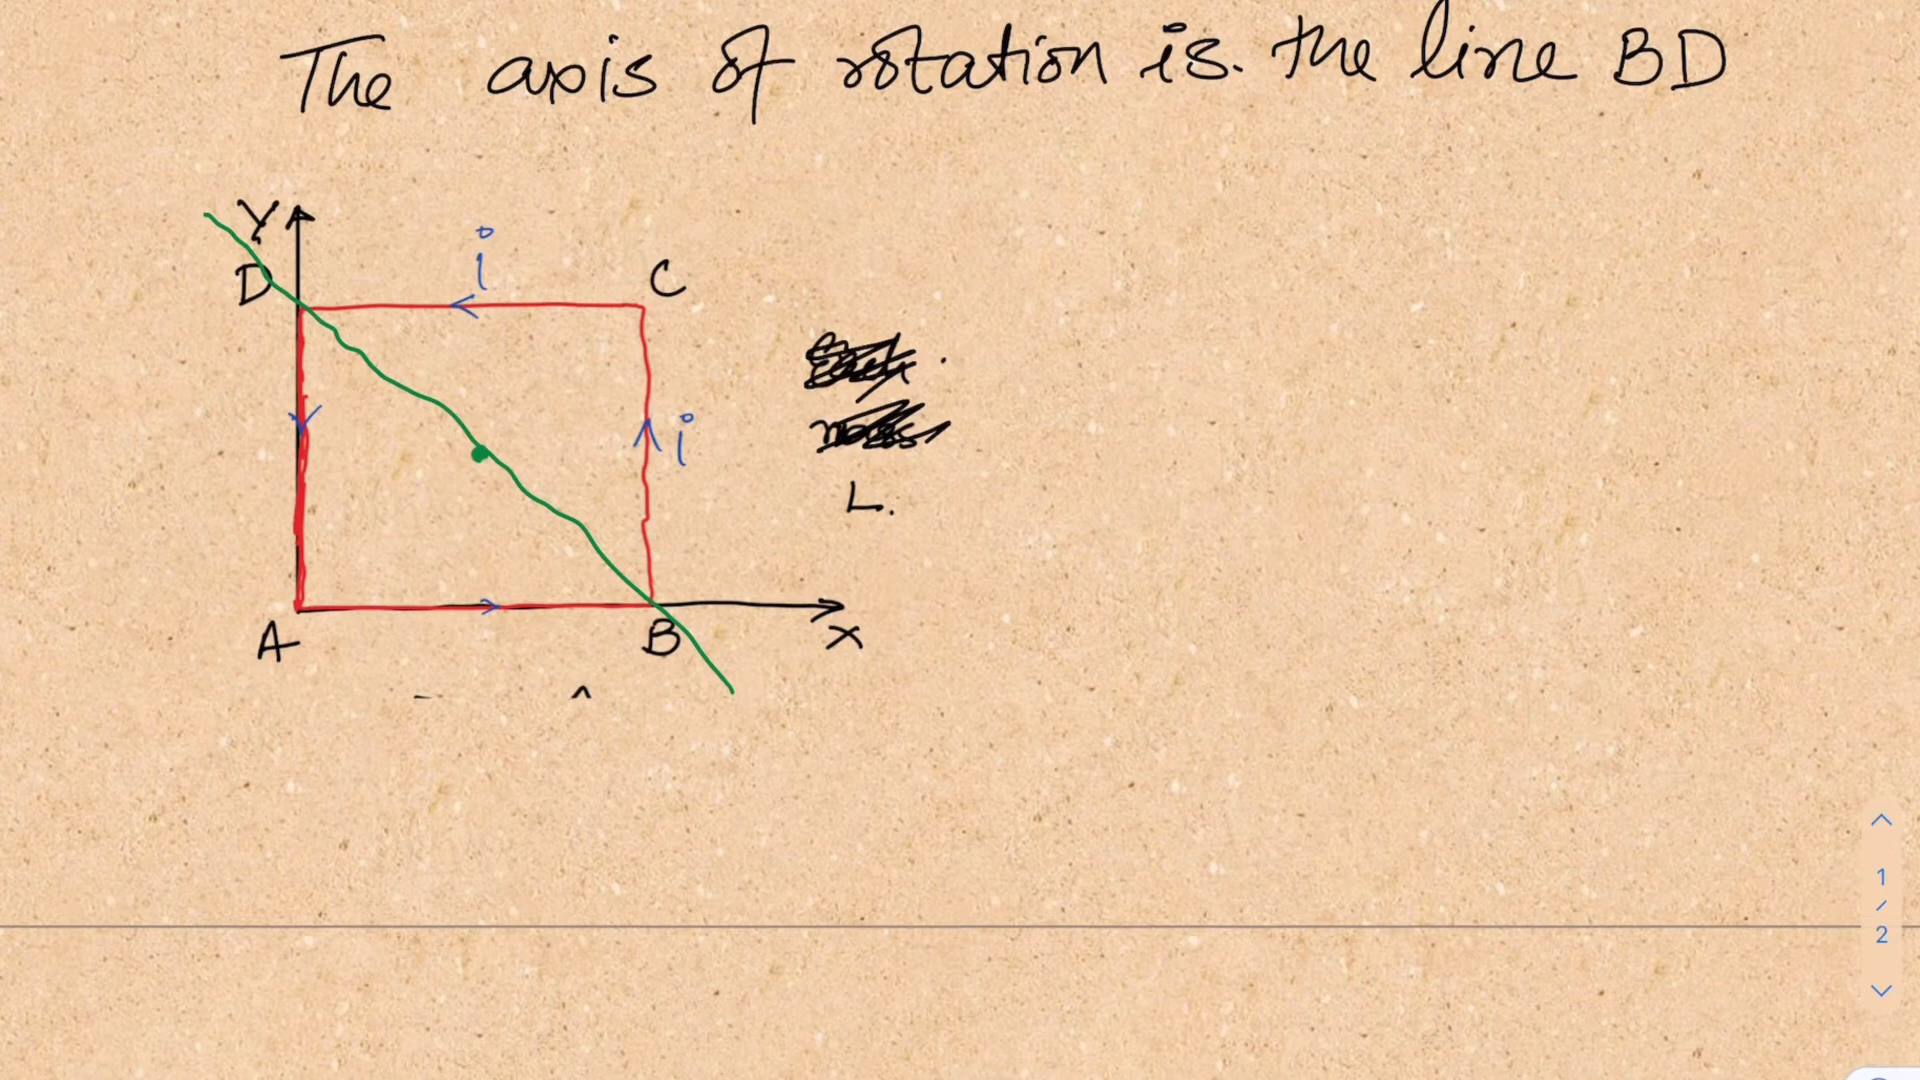 The axis of rotation is. the line BD
Y
i
D
C
i
L.
A
B
X
1
/
2